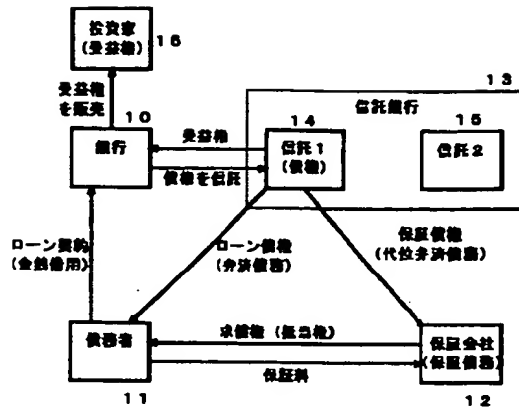 投資家
(受益権)
16
受益権
を販売
10
13
信託銀行
14
15
受益権
銀行
信託1
(債権)
信託2
債権を信託
ローン契約
(金銭借用)
ローン債権
(弁済債務)
保証債権
(代位弁済債務)
求償権(抵当権)
債務者
保証会社
(保証債務)
保証料
11
12